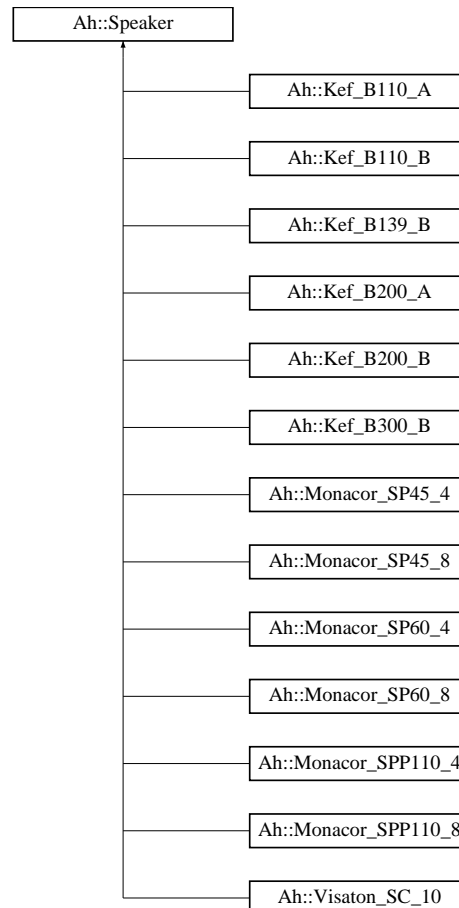 Ah::Speaker
Ah::Kef_B110_A
Ah::Kef_B110_B
Ah::Kef_B139_B
Ah::Kef_B200_A
Ah::Kef_B200_B
Ah::Kef_B300_B
Ah::Monacor_SP45_4
Ah::Monacor_SP45_8
Ah::Monacor_SP60_4
Ah::Monacor_SP60_8
Ah::Monacor_SPP110_4
Ah::Monacor_SPP110_8
Ah::Visaton_SC_10